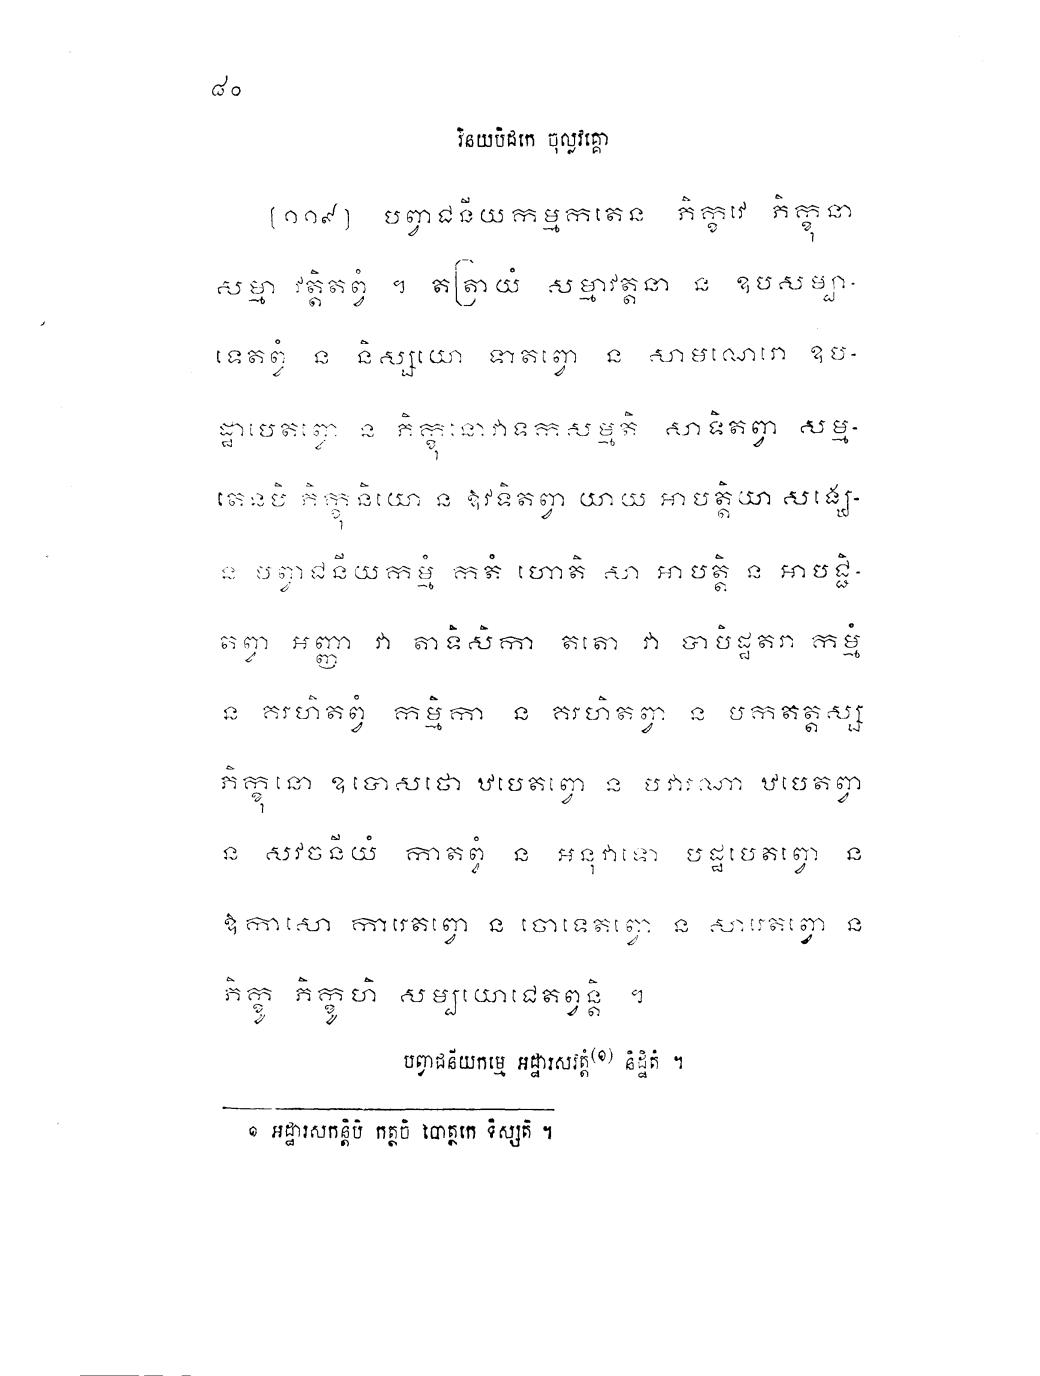 ៨០
វិនយបិដកេ ចុល្លវគ្គោ
(១១៩) បញ្វាជនីយកម្មកតេន ភិក្ខវេ ភិក្ខុនា
សម្មា វត្តិតព្វំ ។ តត្រាយំ សម្មាវត្តនា ន ឧបសម្បា-
ទេតព្វំ ន និស្សយោ ទាតព្វោ ន សាមណេរោ ឧប-
ដ្ឋាបេតព្វោ ន ភិក្ខុនោវាទកសម្មតិ សាទិតព្វា សម្ម-
តេនបិ ភិក្ខុនិយោ ន ឱវទិតព្វា យាយ អាបត្តិយា សង្ឃេ-
ន បព្វាជនីយកម្មំ កតំ ហោតិ សា អាបត្តិ ន អាបជ្ជិ-
តព្វា អញ្ញា វា តាទិសិកា តតោ វា បាបិដ្ឋតរា កម្មំ
ន គរហិតព្វំ កម្មិកា ន គរហិតព្វា ន បកតត្តស្ស
ភិក្ខុនោ ឧបោសថោ ឋបេតព្វោ ន បវារណា ឋបេតព្វា
ន សវចនីយំ កាតព្វំ ន អនុវាទោ បដ្ឋបេតព្វោ ន
ឱកាសោ ការេតព្វោ ន ចោទេតព្វោ ន សារេតព្វោ ន
ភិក្ខូ ភិក្ខូហិ សម្បយោជេតព្វន្តិ ។
បព្វាជនីយកម្មេ អដ្ឋារសវត្តំ(១) និដ្ឋិតំ ។
១ អដ្ឋារសកន្តិបិ កត្ថចិ បោត្ថកេ ទិស្សតិ ។